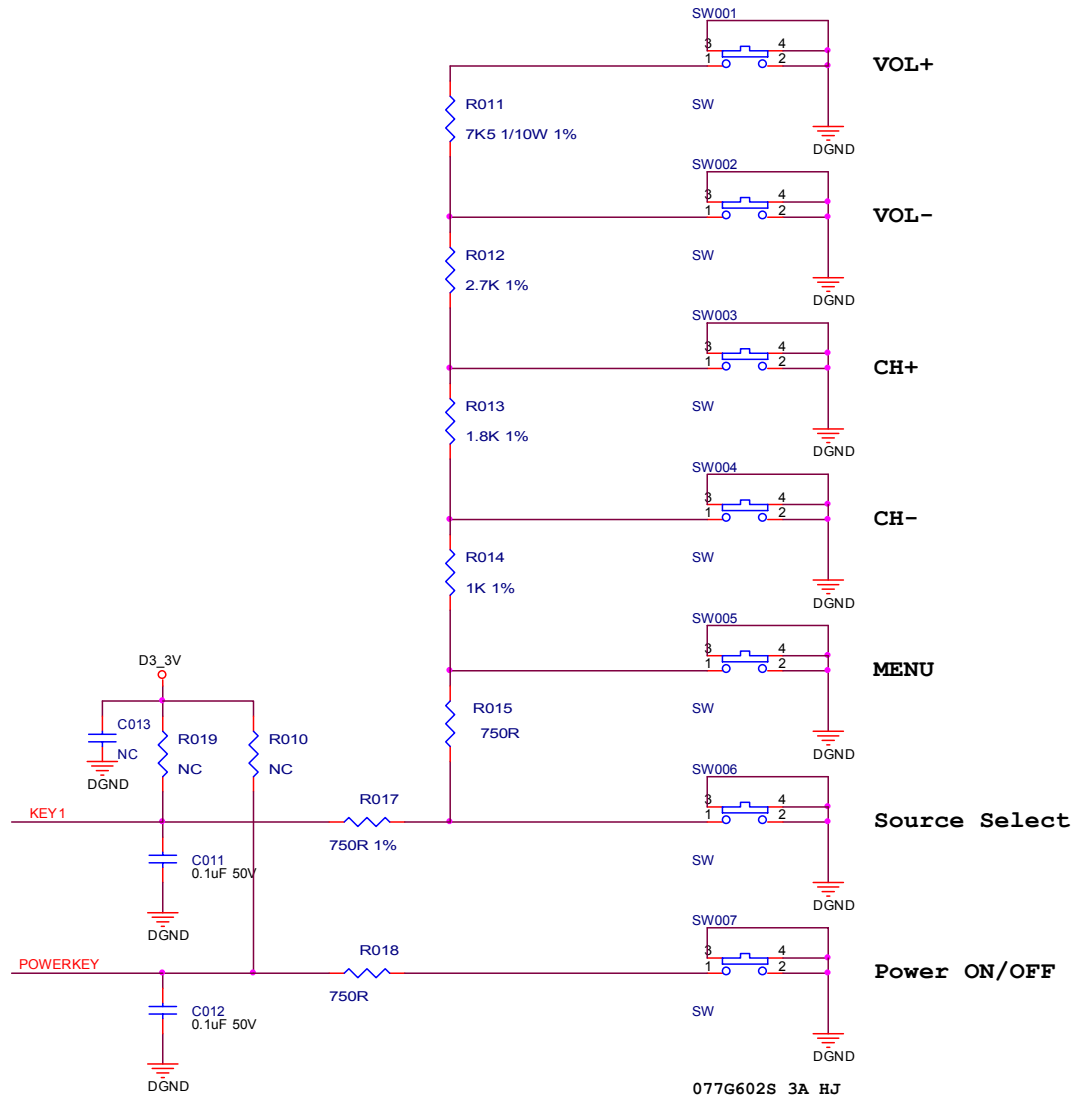 SW001
3 4
1 2
VOL+
SW
DGND
R011
7K5 1/10W 1%
SW002
3 4
1 2
VOL-
SW
DGND
R012
2.7K 1%
SW003
3 4
1 2
CH+
SW
DGND
R013
1.8K 1%
SW004
3 4
1 2
CH-
SW
DGND
R014
1K 1%
SW005
3 4
1 2
MENU
SW
DGND
R015
750R
D3_3V
C013
NC
DGND
R019
NC
R010
NC
SW006
3 4
1 2
Source Select
SW
DGND
KEY1
R017
750R 1%
C011
0.1uF 50V
DGND
SW007
3 4
1 2
Power ON/OFF
SW
DGND
POWERKEY
R018
750R
C012
0.1uF 50V
DGND
077G602S 3A HJ